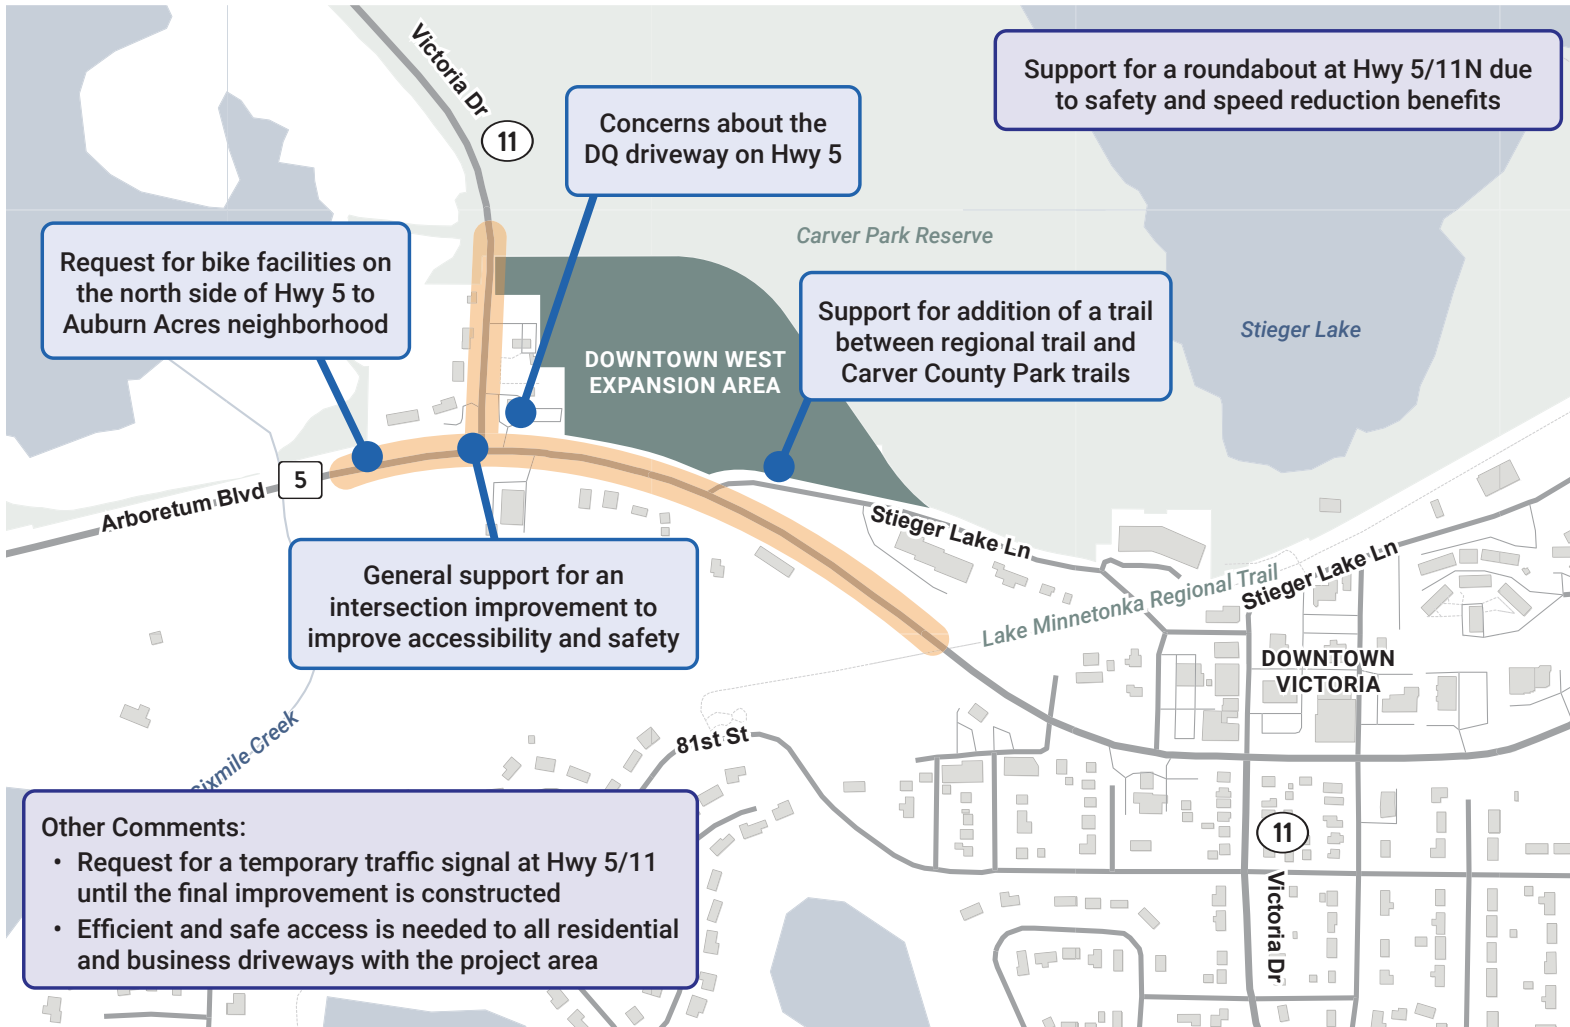 Support for a roundabout at Hwy 5/11N due
to safety and speed reduction benefits
Victoria Dr
11
Concerns about the
DQ driveway on Hwy 5
Carver Park Reserve
Request for bike facilities on
the north side of Hwy 5 to
Auburn Acres neighborhood
Support for addition of a trail
between regional trail and
Carver County Park trails
Stieger Lake
DOWNTOWN WEST
EXPANSION AREA
5
Arboretum Blvd
Stieger Lake Ln
General support for an
intersection improvement to
improve accessibility and safety
Lake Minnetonka Regional Trail
Stieger Lake Ln
DOWNTOWN
VICTORIA
Sixmile Creek
81st St
Other Comments:
• Request for a temporary traffic signal at Hwy 5/11
until the final improvement is constructed
• Efficient and safe access is needed to all residential
and business driveways with the project area
11
Victoria Dr